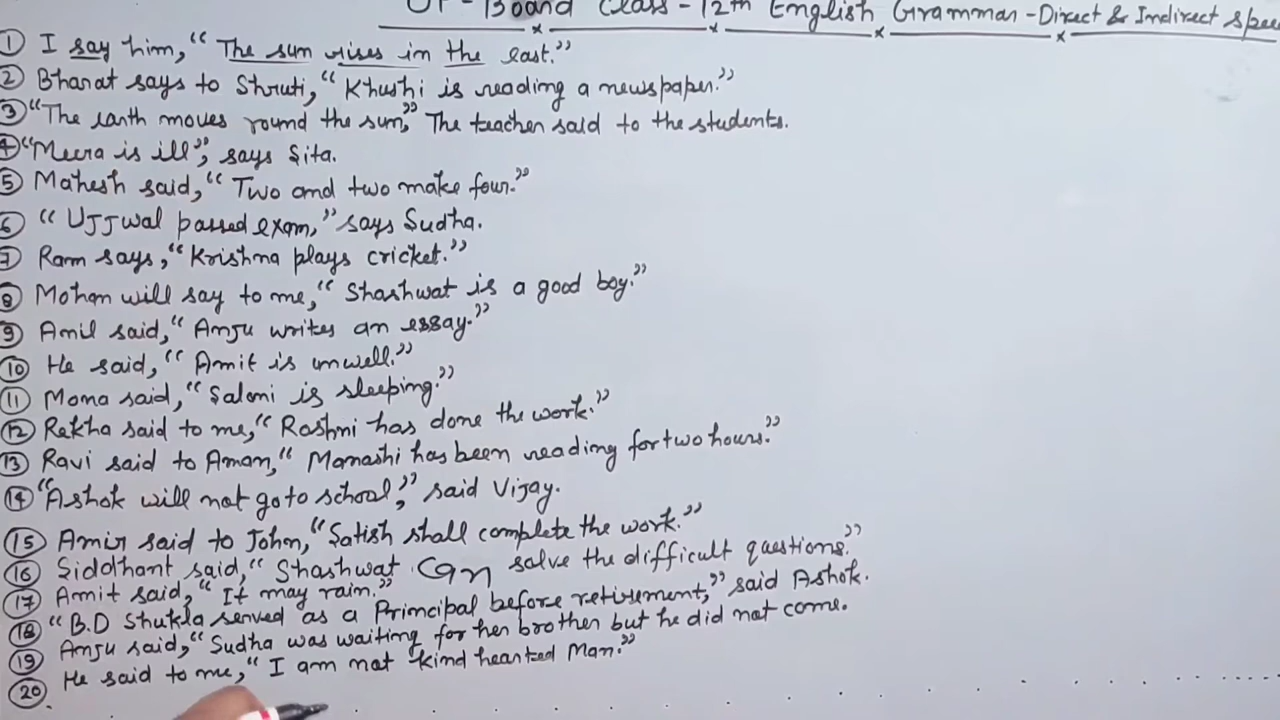 UP - Board Class - 12th English Grammar - Direct & Indirect Spee
① I say him, "The sun rises in the east."
② Bharat says to Shruti, "Khushi is reading a newspaper."
③ "The earth moves round the sum," The teacher said to the students.
④ "Meera is ill", says Sita.
⑤ Mahesh said, "Two and two make four."
⑥ "Ujjwal passed exam," says Sudha.
⑦ Ram says, "Krishna plays cricket."
⑧ Mohan will say to me, "Shashwat is a good boy."
⑨ Anil said, "Anju writes an essay."
⑩ He said, "Amit is unwell."
⑪ Mona said, "Saloni is sleeping."
⑫ Rekha said to me, "Rashmi has done the work."
⑬ Ravi said to Aman, "Manashi has been reading for two hours."
⑭ "Ashok will not go to school," said Vijay.
⑮ Amir said to John, "Satish shall complete the work."
⑯ Siddhant said, "Shashwat can solve the difficult questions."
⑰ Amit said, "It may rain."
⑱ "B.D Shukla served as a Principal before retirement," said Ashok.
⑲ Anju said, "Sudha was waiting for her brother but he did not come.
⑳ He said to me, "I am not kind hearted Man."